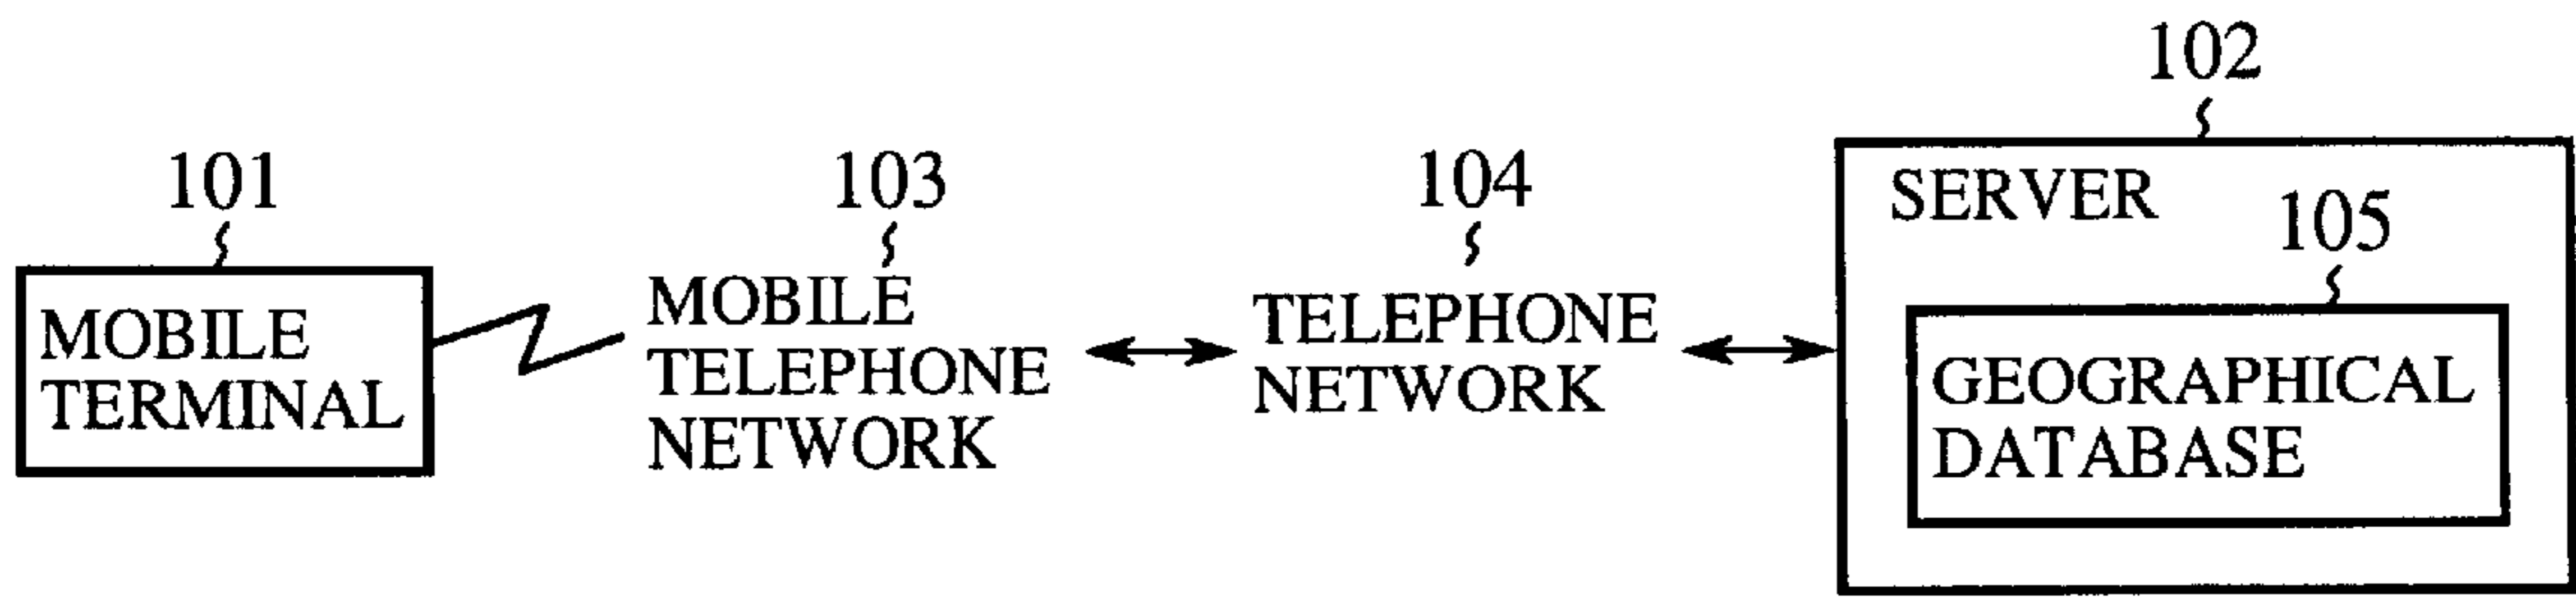 102
101
103
104
SERVER
105
MOBILE
TERMINAL
MOBILE
TELEPHONE
NETWORK
TELEPHONE
NETWORK
GEOGRAPHICAL
DATABASE